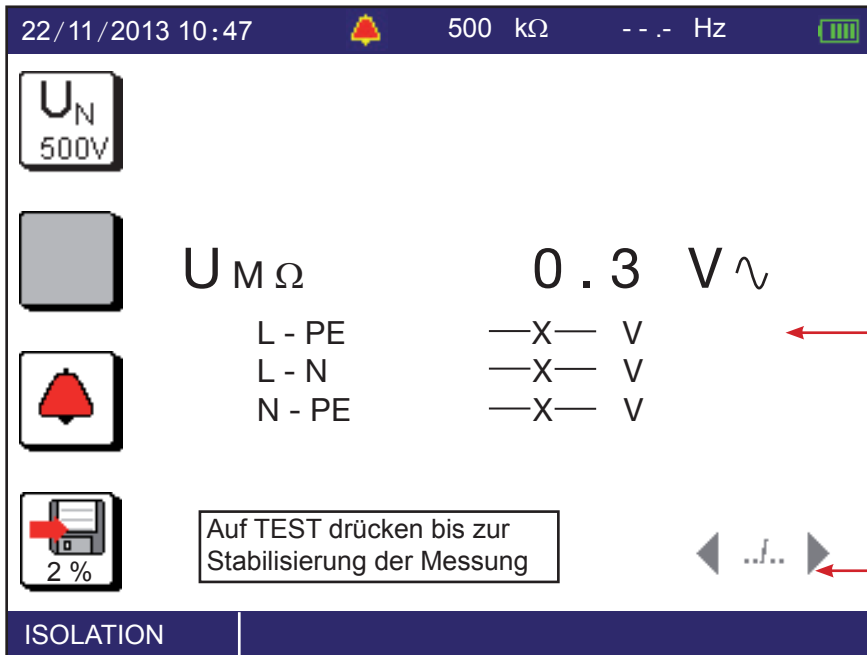 22/11/2013 10:47 500 kΩ - - .- Hz
UN
500V
U MΩ 0.3 V∿
L - PE —X— V
L - N —X— V
N - PE —X— V
2 %
Auf TEST drücken bis zur
Stabilisierung der Messung
../..
ISOLATION